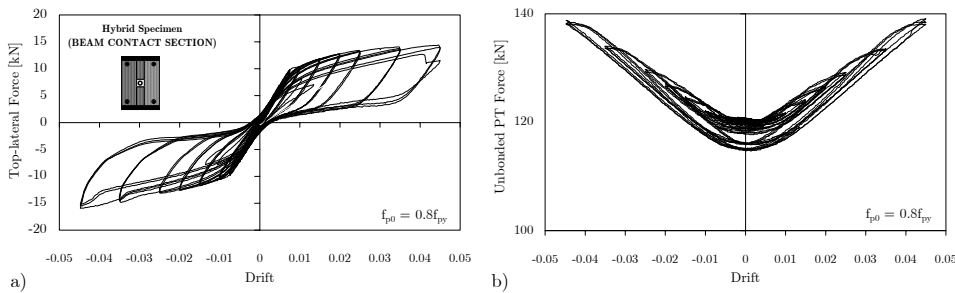 Hybrid Specimen
(BEAM CONTACT SECTION)
Top-lateral Force [kN]
20
15
10
5
0
-5
-10
-15
-20
f_p0 = 0.8f_py
-0.05 -0.04 -0.03 -0.02 -0.01 0 0.01 0.02 0.03 0.04 0.05
Drift
a)
Unbonded PT Force [kN]
140
120
100
f_p0 = 0.8f_py
-0.05 -0.04 -0.03 -0.02 -0.01 0 0.01 0.02 0.03 0.04 0.05
Drift
b)